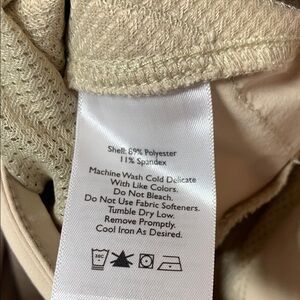 Shell: 89% Polyester
11% Spandex
Machine Wash Cold Delicate
With Like Colors.
Do Not Bleach.
Do Not Use Fabric Softeners.
Tumble Dry Low.
Remove Promptly.
Cool Iron As Desired.
30C